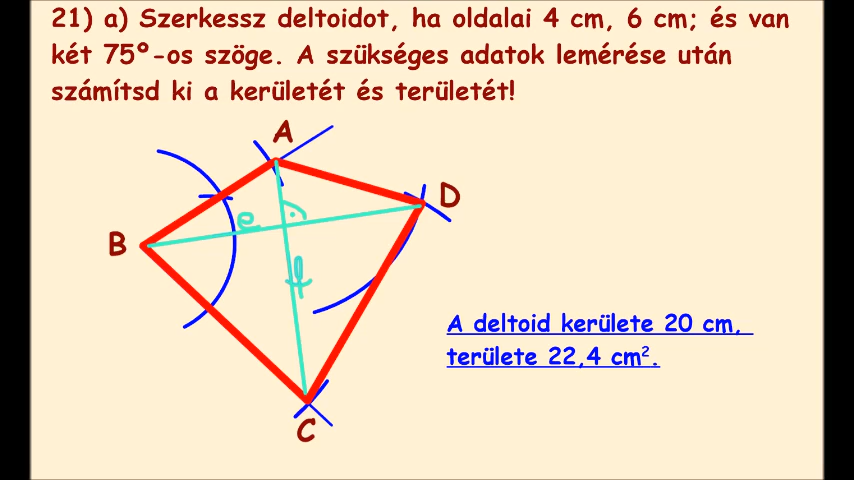 21) a) Szerkessz deltoidot, ha oldalai 4 cm, 6 cm; és van
két 75º-os szöge. A szükséges adatok lemérése után
számítsd ki a kerületét és területét!
A
D
e
B
f
A deltoid kerülete 20 cm,
területe 22,4 cm².
C